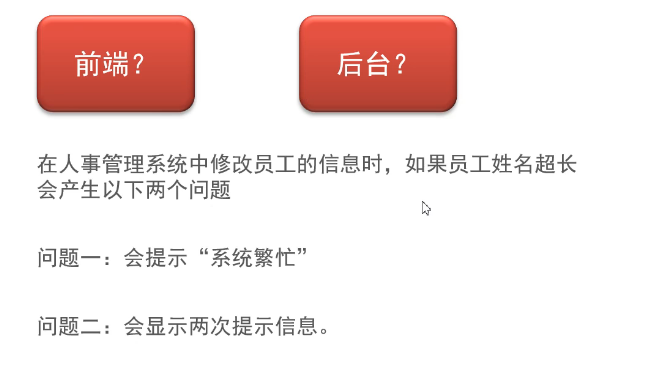 前端？
后台？
在人事管理系统中修改员工的信息时，如果员工姓名超长
会产生以下两个问题
问题一：会提示“系统繁忙”
问题二：会显示两次提示信息。